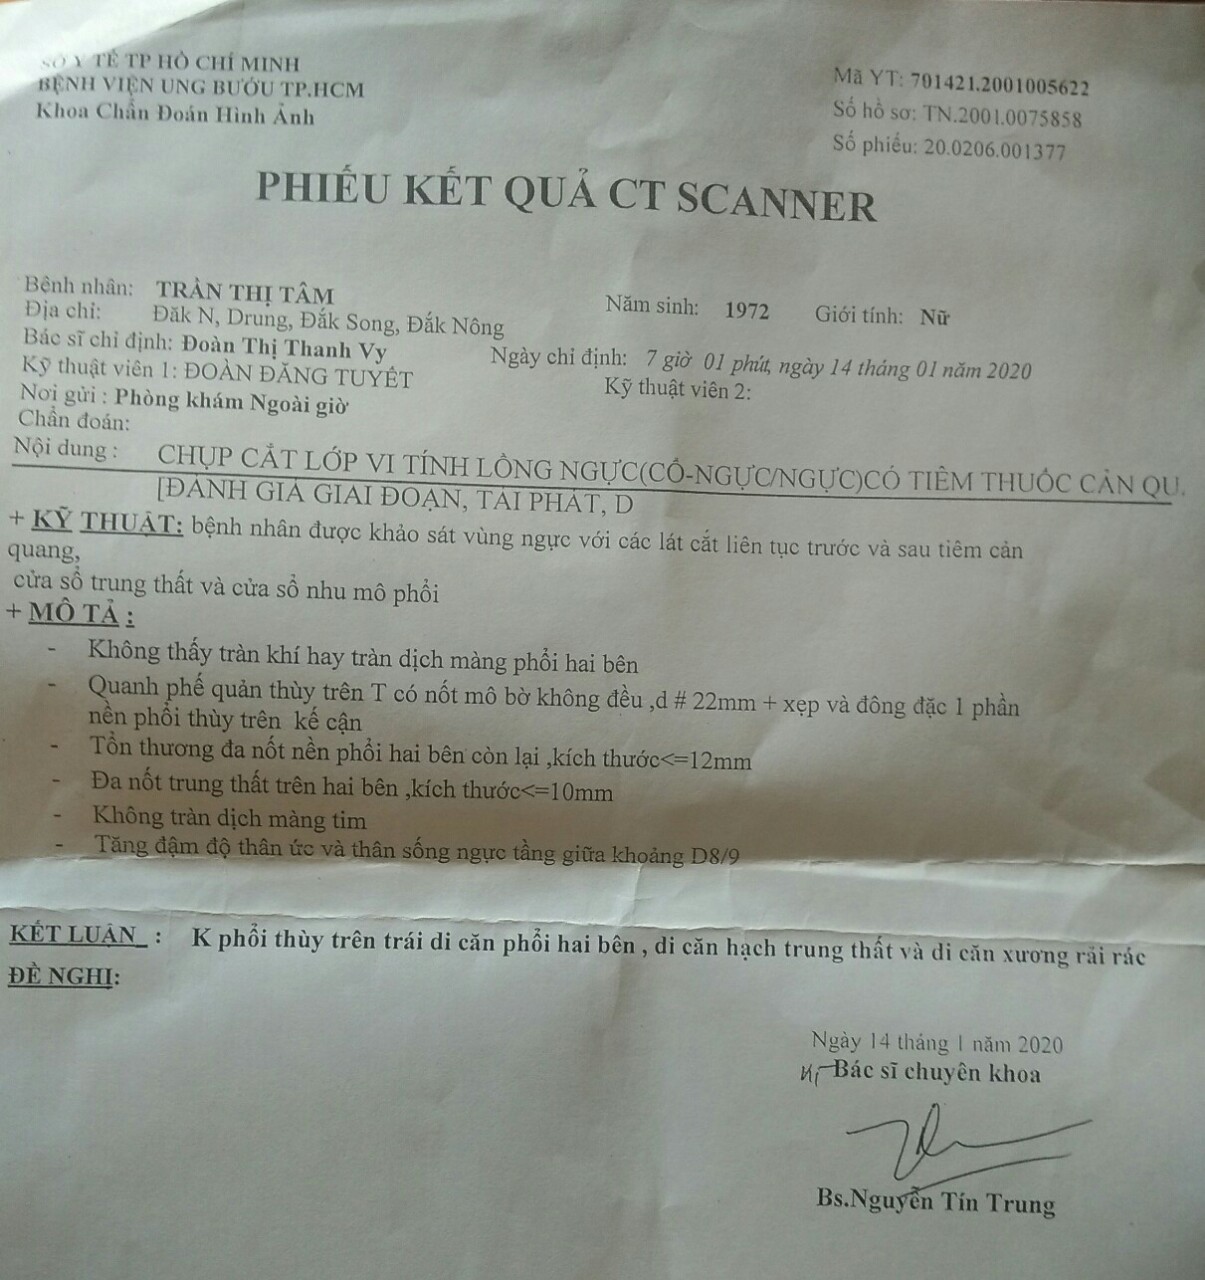 SỞ Y TẾ TP HỒ CHÍ MINH
BỆNH VIỆN UNG BƯỚU TP.HCM
Khoa Chẩn Đoán Hình Ảnh
Mã YT: 701421.2001005622
Số hồ sơ: TN.2001.0075858
Số phiếu: 20.0206.001377
PHIẾU KẾT QUẢ CT SCANNER
Bệnh nhân: TRẦN THỊ TÂM
Năm sinh: 1972 Giới tính: Nữ
Địa chỉ: Đăk N, Drung, Đắk Song, Đắk Nông
Bác sĩ chỉ định: Đoàn Thị Thanh Vy Ngày chỉ định: 7 giờ 01 phút, ngày 14 tháng 01 năm 2020
Kỹ thuật viên 1: ĐOÀN ĐĂNG TUYẾT Kỹ thuật viên 2:
Nơi gửi : Phòng khám Ngoài giờ
Chẩn đoán:
Nội dung : CHỤP CẮT LỚP VI TÍNH LỒNG NGỰC(CỔ-NGỰC/NGỰC)CÓ TIÊM THUỐC CẢN QU.
[ĐÁNH GIÁ GIAI ĐOẠN, TÁI PHÁT, D
+ KỸ THUẬT: bệnh nhân được khảo sát vùng ngực với các lát cắt liên tục trước và sau tiêm cản
quang,
cửa sổ trung thất và cửa sổ nhu mô phổi
+ MÔ TẢ :
- Không thấy tràn khí hay tràn dịch màng phổi hai bên
- Quanh phế quản thùy trên T có nốt mô bờ không đều ,d # 22mm + xẹp và đông đặc 1 phần
nền phổi thùy trên kế cận
- Tổn thương đa nốt nền phổi hai bên còn lại ,kích thước<=12mm
- Đa nốt trung thất trên hai bên ,kích thước<=10mm
- Không tràn dịch màng tim
- Tăng đậm độ thân ức và thân sống ngực tầng giữa khoảng D8/9
KẾT LUẬN : K phổi thùy trên trái di căn phổi hai bên , di căn hạch trung thất và di căn xương rải rác
ĐỀ NGHỊ:
Ngày 14 tháng 1 năm 2020
Bác sĩ chuyên khoa
Bs.Nguyễn Tín Trung